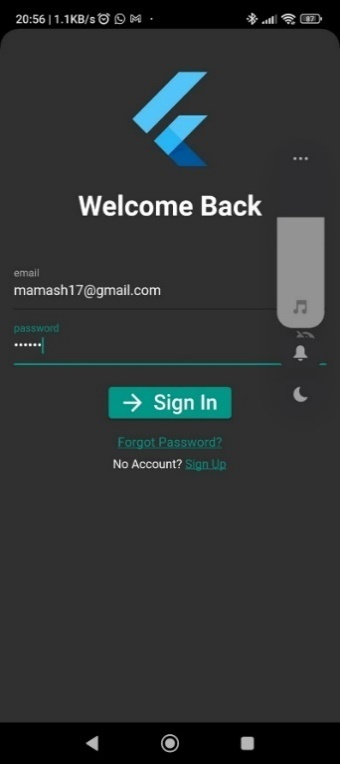 20:56 | 1.1KB/s
87
Welcome Back
email
mamash17@gmail.com
password
••••••
→ Sign In
Forgot Password?
No Account? Sign Up